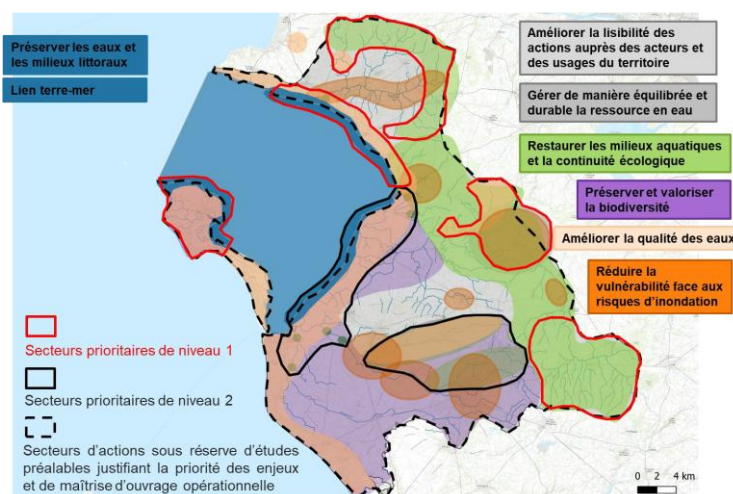 Préserver les eaux et
les milieux littoraux
Lien terre-mer
Améliorer la lisibilité des
actions auprès des acteurs et
des usages du territoire
Gérer de manière équilibrée et
durable la ressource en eau
Restaurer les milieux aquatiques
et la continuité écologique
Préserver et valoriser
la biodiversité
Améliorer la qualité des eaux
Réduire la
vulnérabilité face aux
risques d'inondation
Secteurs prioritaires de niveau 1
Secteurs prioritaires de niveau 2
Secteurs d'actions sous réserve d'études
préalables justifiant la priorité des enjeux
et de maîtrise d'ouvrage opérationnelle
0 2 4 km